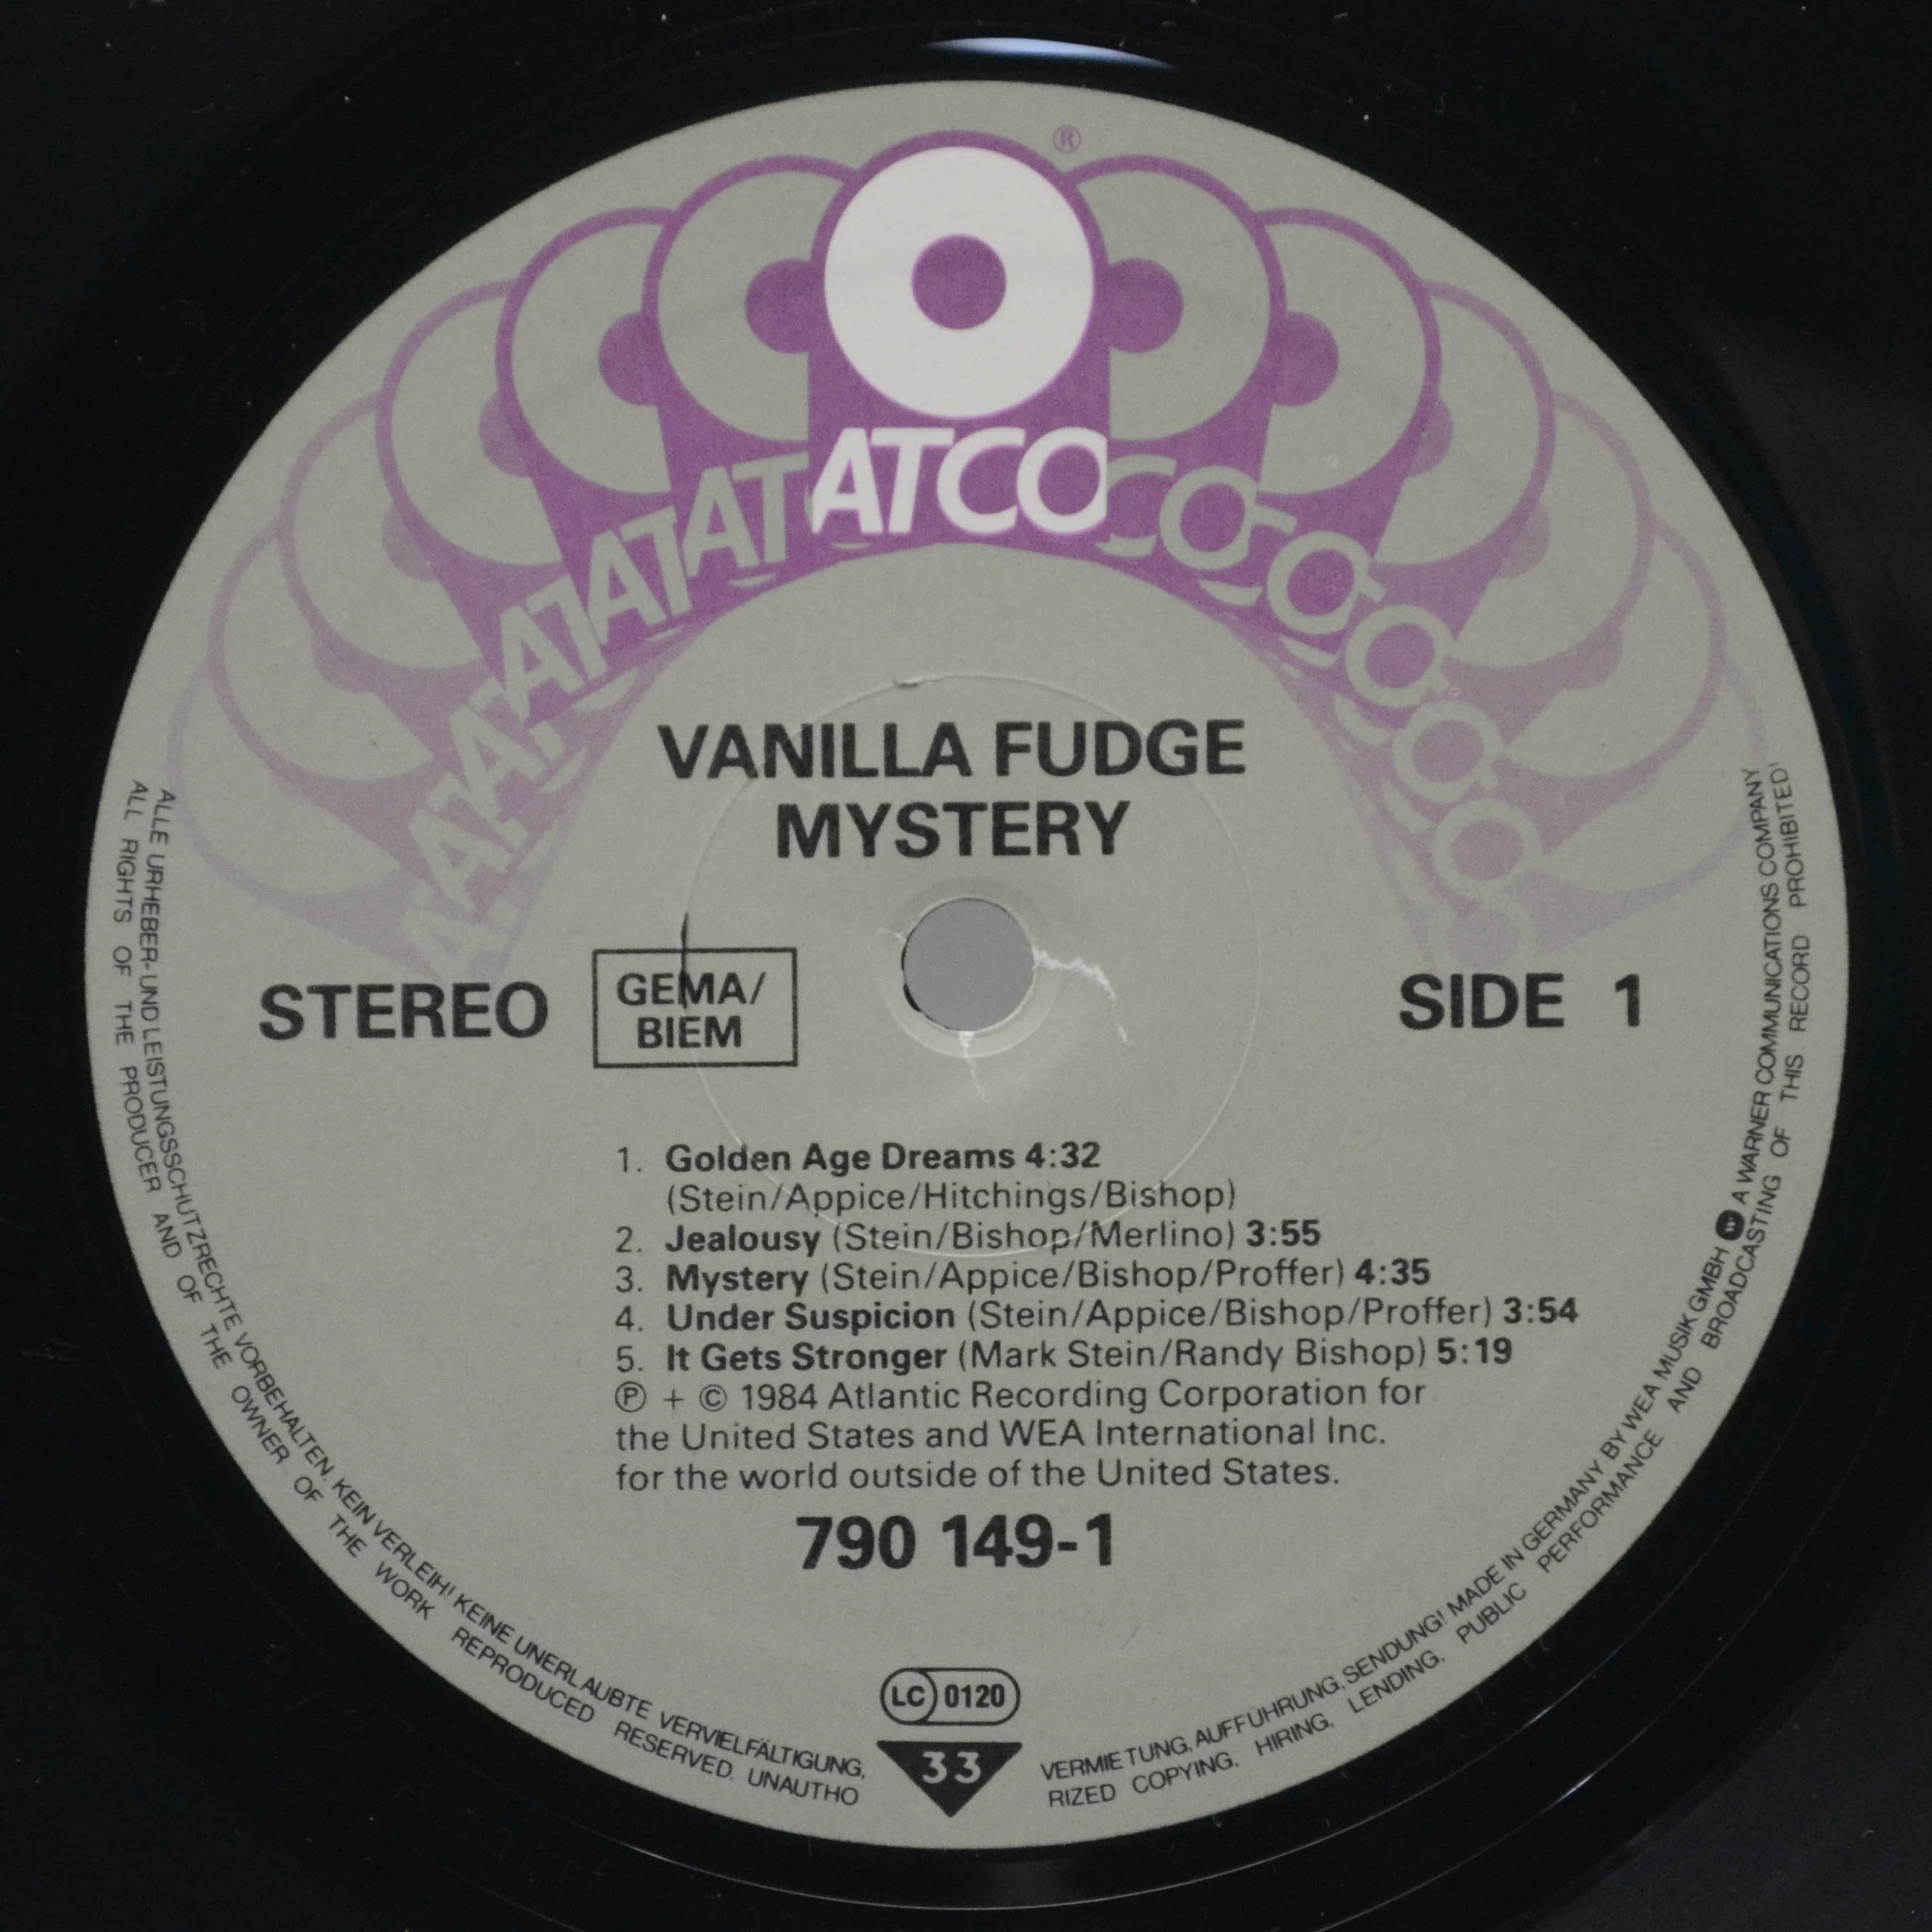 ®
ATCO
VANILLA FUDGE
MYSTERY
STEREO
GEMA/
BIEM
SIDE 1
1. Golden Age Dreams 4:32
(Stein/Appice/Hitchings/Bishop)
2. Jealousy (Stein/Bishop/Merlino) 3:55
3. Mystery (Stein/Appice/Bishop/Proffer) 4:35
4. Under Suspicion (Stein/Appice/Bishop/Proffer) 3:54
5. It Gets Stronger (Mark Stein/Randy Bishop) 5:19
℗ + © 1984 Atlantic Recording Corporation for
the United States and WEA International Inc.
for the world outside of the United States.
790 149-1
LC 0120
33
ALLE URHEBER- UND LEISTUNGSSCHUTZRECHTE VORBEHALTEN. KEIN VERLEIH! KEINE UNERLAUBTE VERVIELFÄLTIGUNG, VERMIETUNG, AUFFÜHRUNG, SENDUNG! MADE IN GERMANY BY WEA MUSIK GMBH A WARNER COMMUNICATIONS COMPANY
ALL RIGHTS OF THE PRODUCER AND OF THE OWNER OF THE WORK REPRODUCED RESERVED. UNAUTHORIZED COPYING, HIRING, LENDING, PUBLIC PERFORMANCE AND BROADCASTING OF THIS RECORD PROHIBITED!